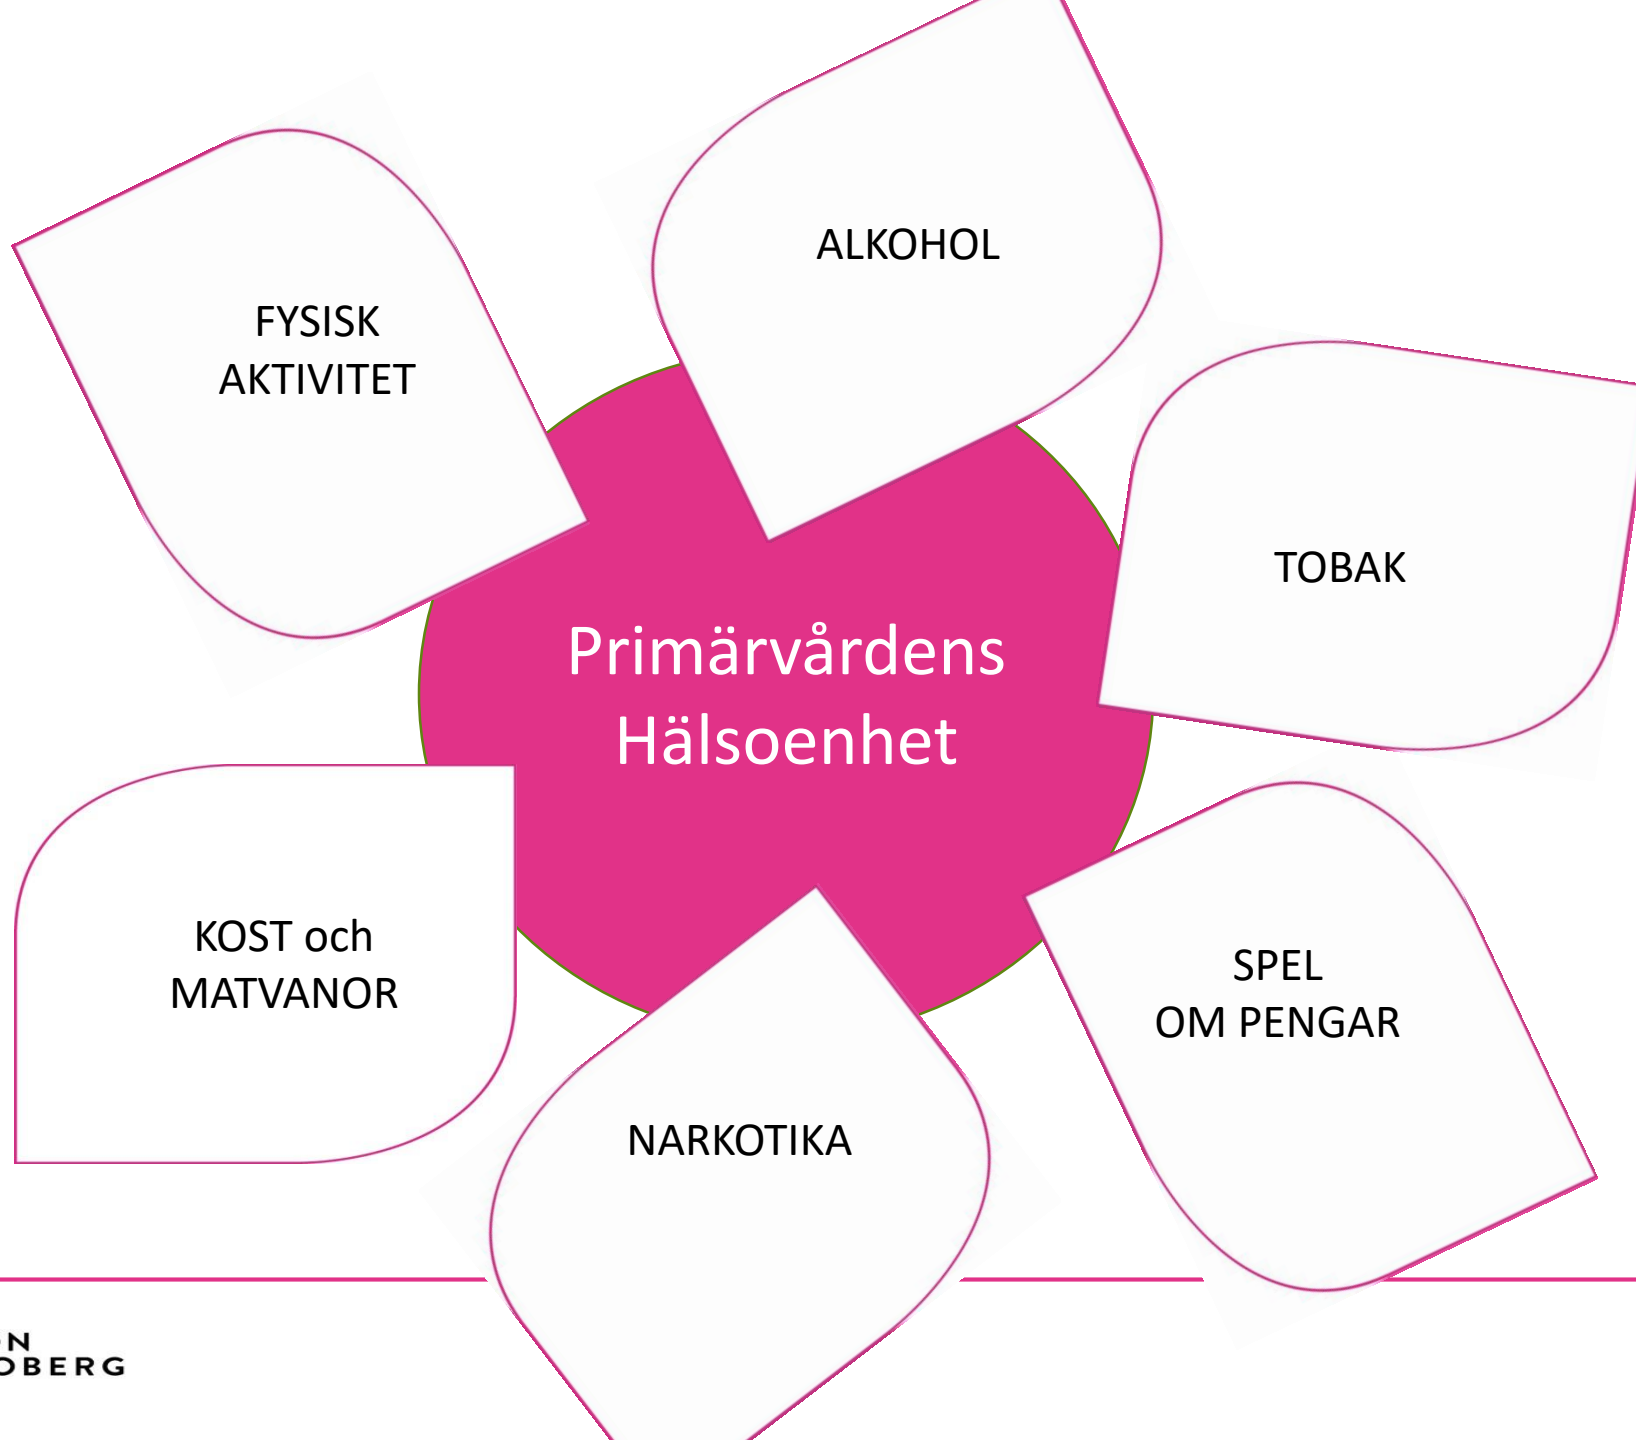 ALKOHOL
FYSISK
AKTIVITET
TOBAK
Primärvårdens
Hälsoenhet
KOST och
MATVANOR
SPEL
OM PENGAR
NARKOTIKA